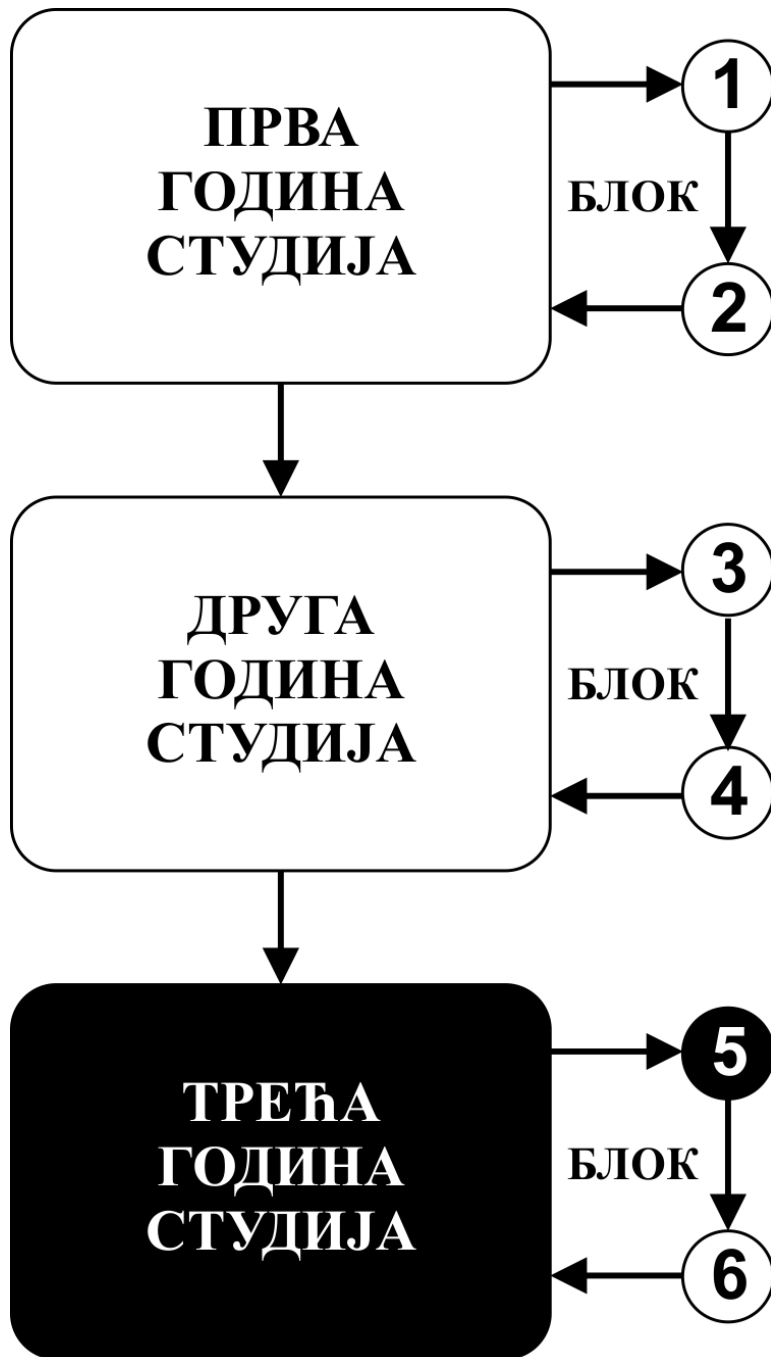 ПРВА
ГОДИНА
СТУДИЈА
1
БЛОК
2
ДРУГА
ГОДИНА
СТУДИЈА
3
БЛОК
4
ТРЕЋА
ГОДИНА
СТУДИЈА
5
БЛОК
6